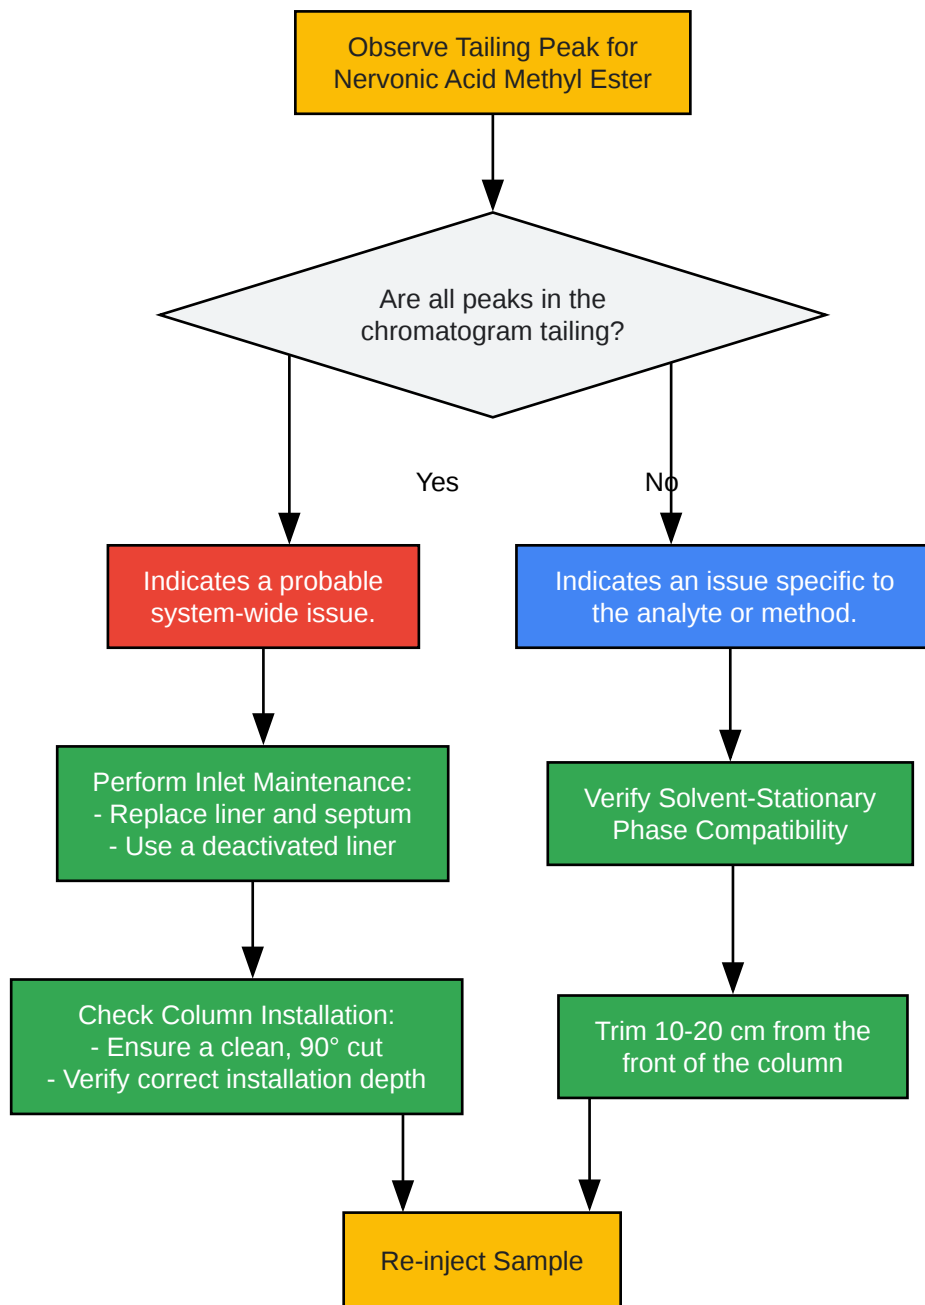 Observe Tailing Peak for
Nervonic Acid Methyl Ester
Are all peaks in the
chromatogram tailing?
Yes
No
Indicates a probable
system-wide issue.
Indicates an issue specific to
the analyte or method.
Perform Inlet Maintenance:
- Replace liner and septum
- Use a deactivated liner
Verify Solvent-Stationary
Phase Compatibility
Check Column Installation:
- Ensure a clean, 90° cut
- Verify correct installation depth
Trim 10-20 cm from the
front of the column
Re-inject Sample